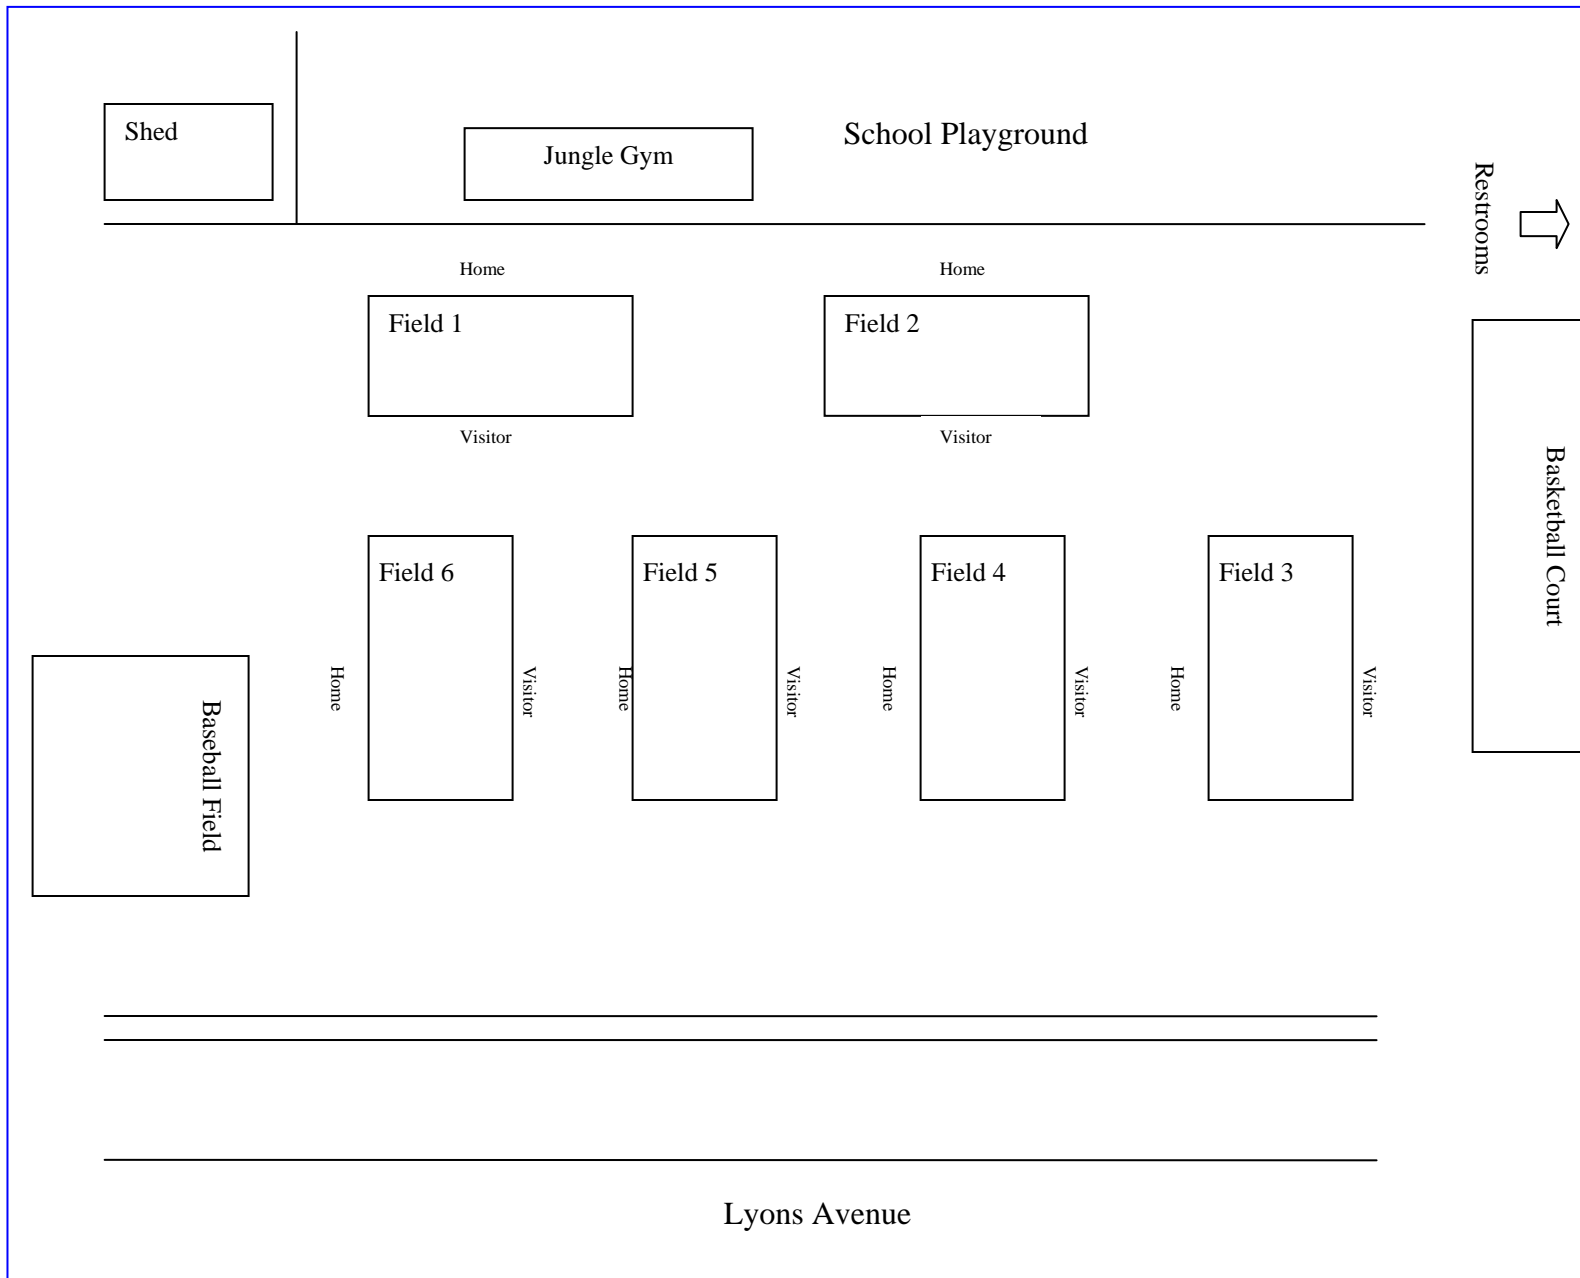 Shed
Jungle Gym
School Playground
Restrooms
Home
Home
Field 1
Field 2
Visitor
Visitor
Basketball Court
Field 6
Field 5
Field 4
Field 3
Home
Visitor
Home
Visitor
Home
Visitor
Home
Visitor
Baseball Field
Lyons Avenue